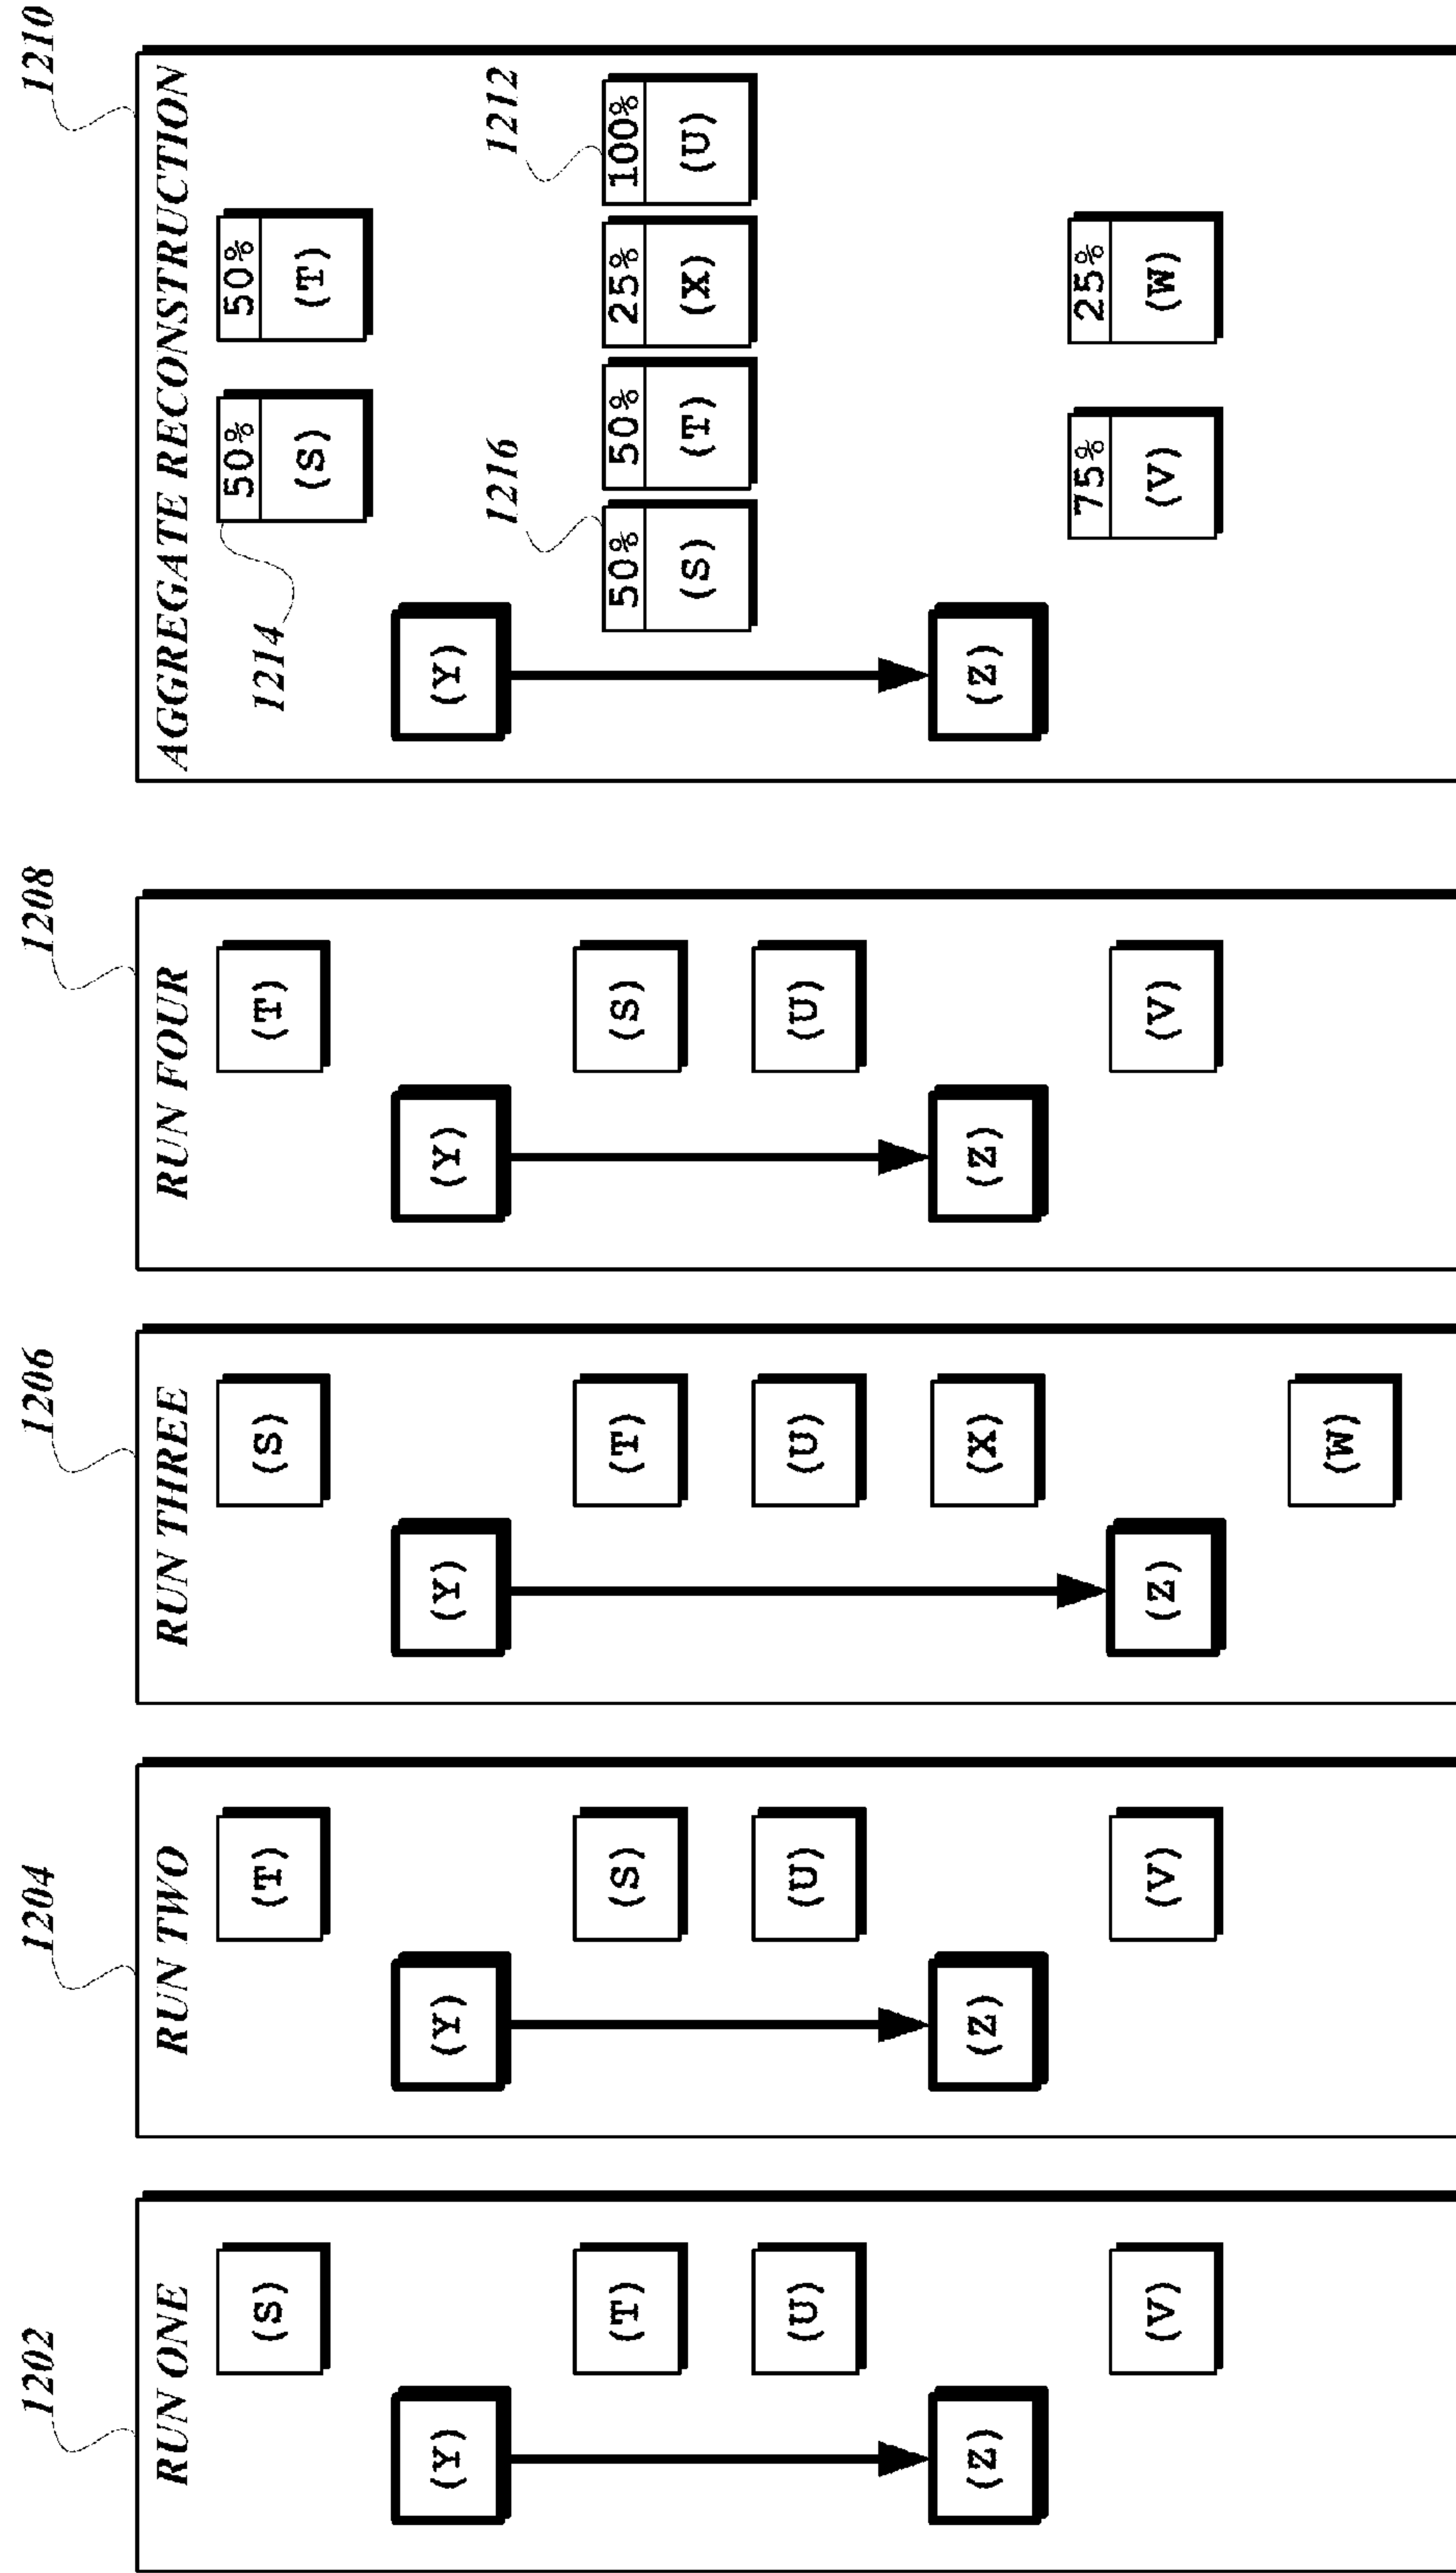 1202
RUN ONE
(S)
(Y)
(T)
(U)
(Z)
(V)
1204
RUN TWO
(T)
(Y)
(S)
(U)
(Z)
(V)
1206
RUN THREE
(S)
(Y)
(T)
(U)
(X)
(Z)
(W)
1208
RUN FOUR
(T)
(Y)
(S)
(U)
(Z)
(V)
1210
AGGREGATE RECONSTRUCTION
50%
50%
(S)
(T)
1214
(Y)
1216
1212
50%
50%
25%
100%
(S)
(T)
(X)
(U)
(Z)
75%
25%
(V)
(W)